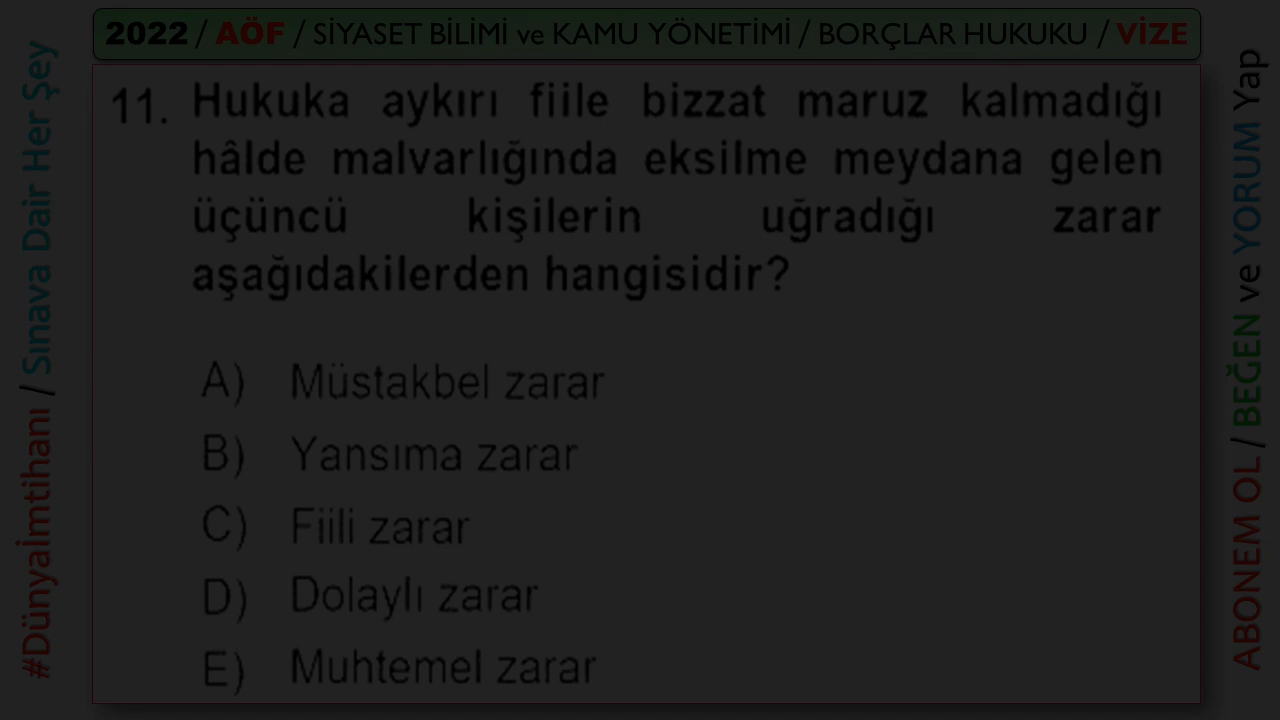 2022 / AÖF / SİYASET BİLİMİ ve KAMU YÖNETİMİ / BORÇLAR HUKUKU / VİZE
#Dünyaimtihanı / Sınava Dair Her Şey
11. Hukuka aykırı fiile bizzat maruz kalmadığı
hâlde malvarlığında eksilme meydana gelen
üçüncü kişilerin uğradığı zarar
aşağıdakilerden hangisidir?
A) Müstakbel zarar
B) Yansıma zarar
C) Fiili zarar
D) Dolaylı zarar
E) Muhtemel zarar
ABONEM OL / BEĞEN ve YORUM Yap